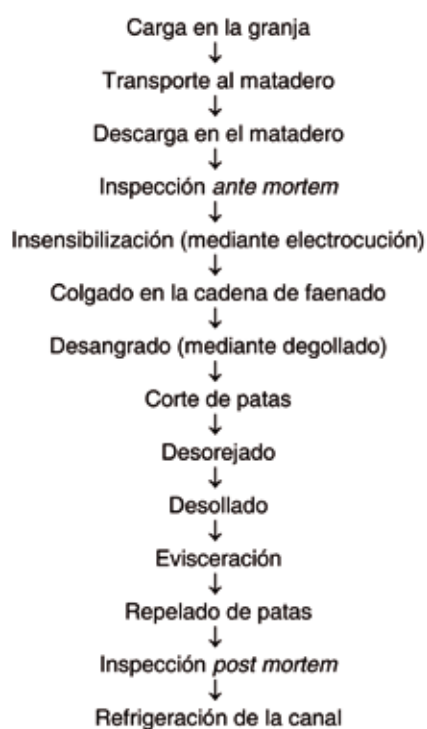 Carga en la granja
↓
Transporte al matadero
↓
Descarga en el matadero
↓
Inspección ante mortem
↓
Insensibilización (mediante electrocución)
↓
Colgado en la cadena de faenado
↓
Desangrado (mediante degollado)
↓
Corte de patas
↓
Desorejado
↓
Desollado
↓
Evisceración
↓
Repelado de patas
↓
Inspección post mortem
↓
Refrigeración de la canal